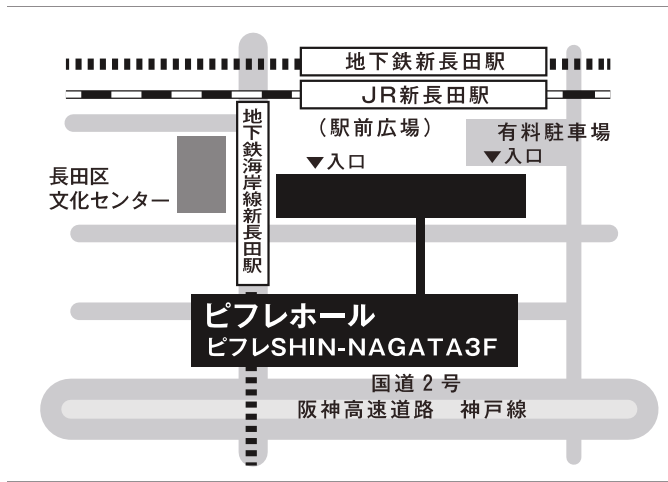 地下鉄新長田駅
JR新長田駅
(駅前広場)
有料駐車場
▼入口
▼入口
地下鉄海岸線新長田駅
長田区
文化センター
ピフレホール
ピフレSHIN-NAGATA3F
国道2号
阪神高速道路 神戸線